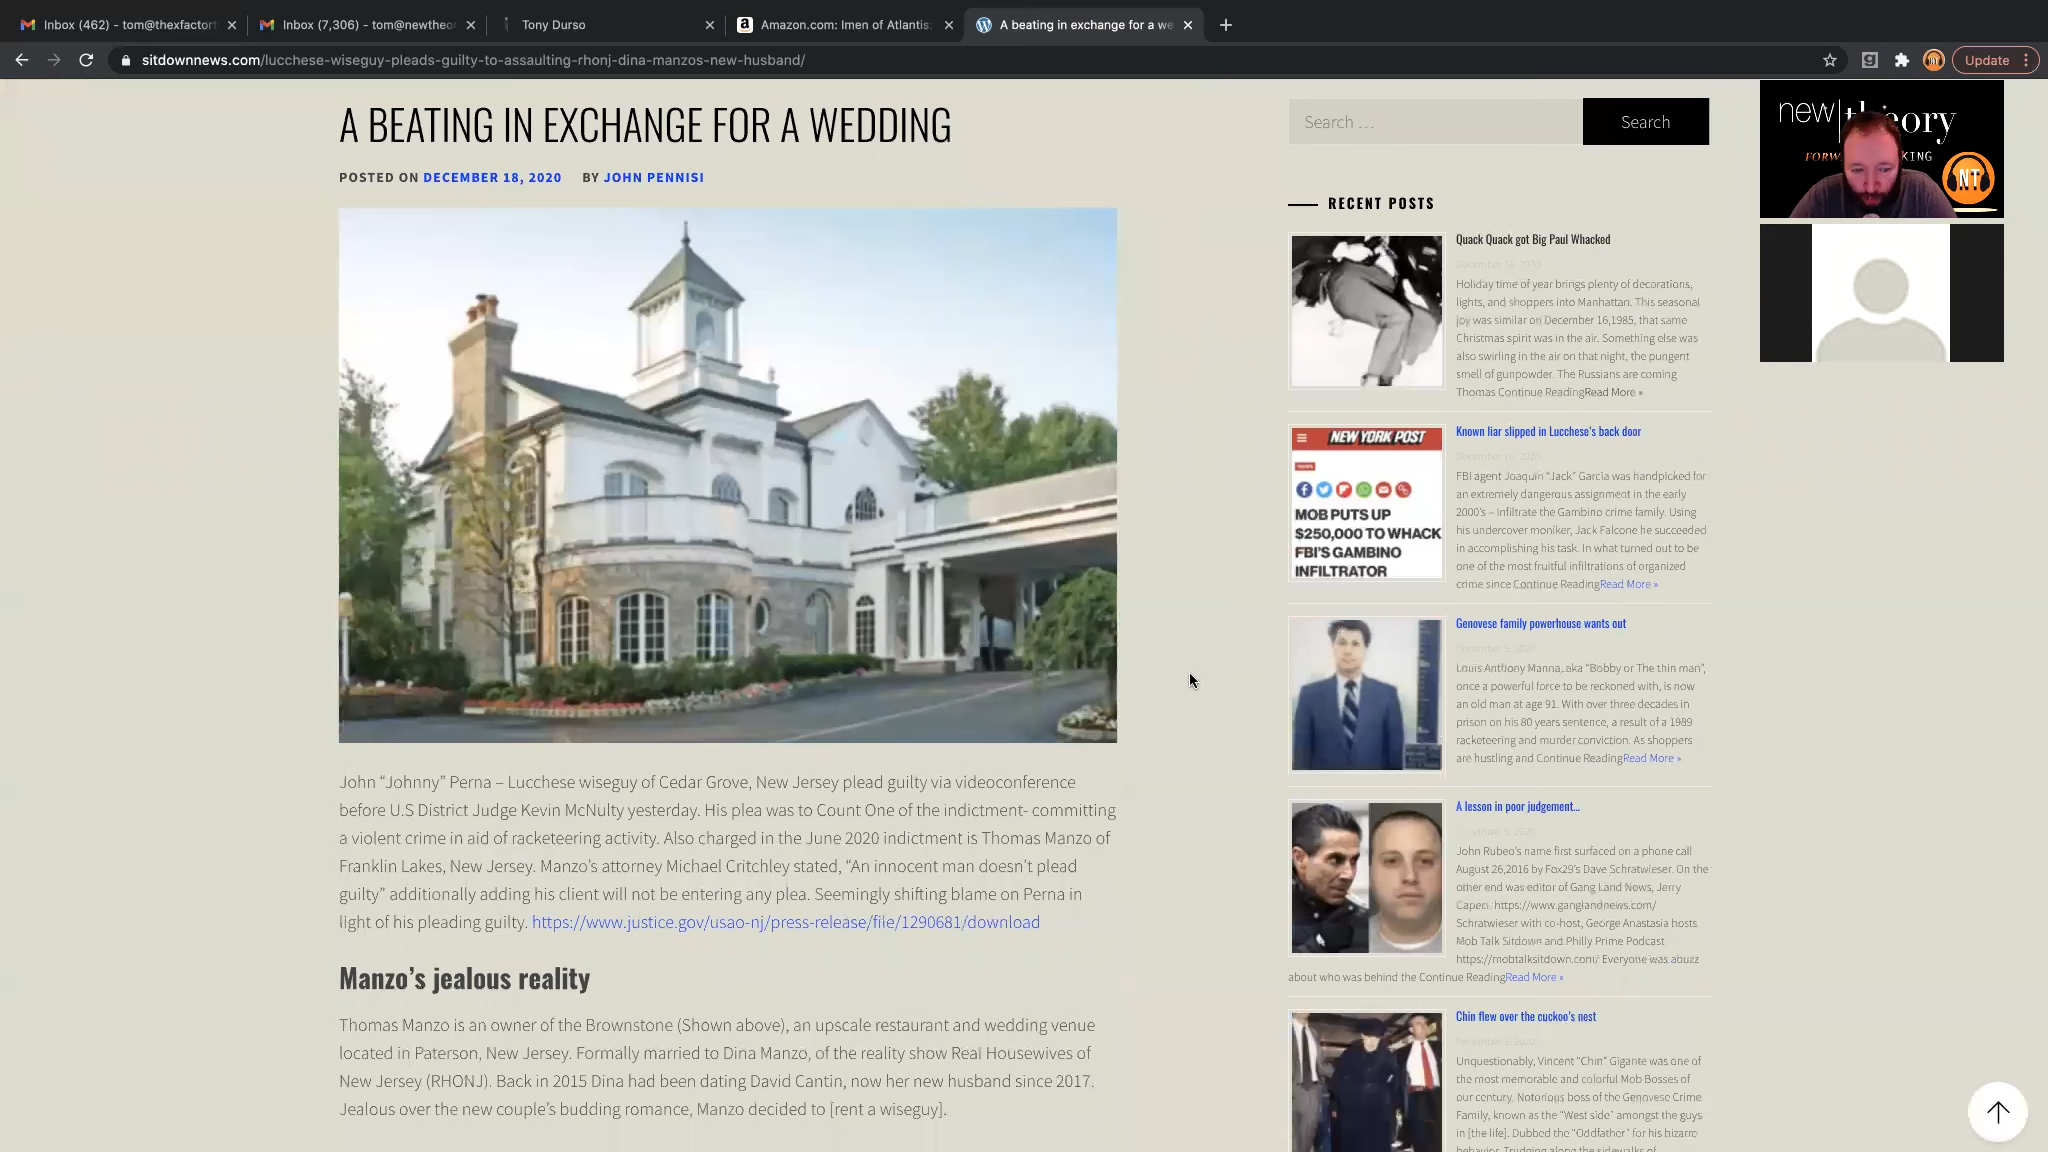 Inbox (462) - tom@thexfactor
Inbox (7,306) - tom@newtheo
Tony Durso
Amazon.com: Imen of Atlantis:
A beating in exchange for a we
sitdownnews.com/lucchese-wiseguy-pleads-guilty-to-assaulting-rhonj-dina-manzos-new-husband/
Update
A BEATING IN EXCHANGE FOR A WEDDING
POSTED ON DECEMBER 18, 2020 BY JOHN PENNISI
John “Johnny” Perna – Lucchese wiseguy of Cedar Grove, New Jersey plead guilty via videoconference
before U.S District Judge Kevin McNulty yesterday. His plea was to Count One of the indictment- committing
a violent crime in aid of racketeering activity. Also charged in the June 2020 indictment is Thomas Manzo of
Franklin Lakes, New Jersey. Manzo’s attorney Michael Critchley stated, “An innocent man doesn’t plead
guilty” additionally adding his client will not be entering any plea. Seemingly shifting blame on Perna in
light of his pleading guilty. https://www.justice.gov/usao-nj/press-release/file/1290681/download
Manzo’s jealous reality
Thomas Manzo is an owner of the Brownstone (Shown above), an upscale restaurant and wedding venue
located in Paterson, New Jersey. Formally married to Dina Manzo, of the reality show Real Housewives of
New Jersey (RHONJ). Back in 2015 Dina had been dating David Cantin, now her new husband since 2017.
Jealous over the new couple’s budding romance, Manzo decided to [rent a wiseguy].
Search …
Search
RECENT POSTS
Quack Quack got Big Paul Whacked
Holiday time of year brings plenty of decorations,
lights, and shoppers into Manhattan. This seasonal
joy was similar on December 16,1985, that same
Christmas spirit was in the air. Something else was
also swirling in the air on that night, the pungent
smell of gunpowder. The Russians are coming
Thomas Continue ReadingRead More »
NEW YORK POST
MOB PUTS UP
$250,000 TO WHACK
FBI'S GAMBINO
INFILTRATOR
Known liar slipped in Lucchese’s back door
FBI agent Joaquin “Jack” Garcia was handpicked for
an extremely dangerous assignment in the early
2000’s – infiltrate the Gambino crime family. Using
his undercover moniker, Jack Falcone he succeeded
in accomplishing his task. In what turned out to be
one of the most fruitful infiltrations of organized
crime since Continue ReadingRead More »
Genovese family powerhouse wants out
Louis Anthony Manna, aka “Bobby or The thin man”,
once a powerful force to be reckoned with, is now
an old man at age 91. With over three decades in
prison on his 80 years sentence, a result of a 1989
racketeering and murder conviction. As shoppers
are hustling and Continue ReadingRead More »
A lesson in poor judgement…
John Rubeo’s name first surfaced on a phone call
August 26,2016 by Fox29’s Dave Schratwieser. On the
other end was editor of Gang Land News, Jerry
Capeci. https://www.ganglandnews.com/
Schratwieser with co-host, George Anastasia hosts
Mob Talk Sitdown and Philly Prime Podcast
https://mobtalksitdown.com/ Everyone was abuzz
about who was behind the Continue ReadingRead More »
Chin flew over the cuckoo’s nest
Unquestionably, Vincent “Chin” Gigante was one of
the most memorable and colorful Mob Bosses of
our century. Notorious boss of the Genovese Crime
Family, known as the “West side” amongst the guys
in [the life]. Dubbed the “Oddfather” for his bizarre
behavior. Trudging along the sidewalks of
new theory
NT